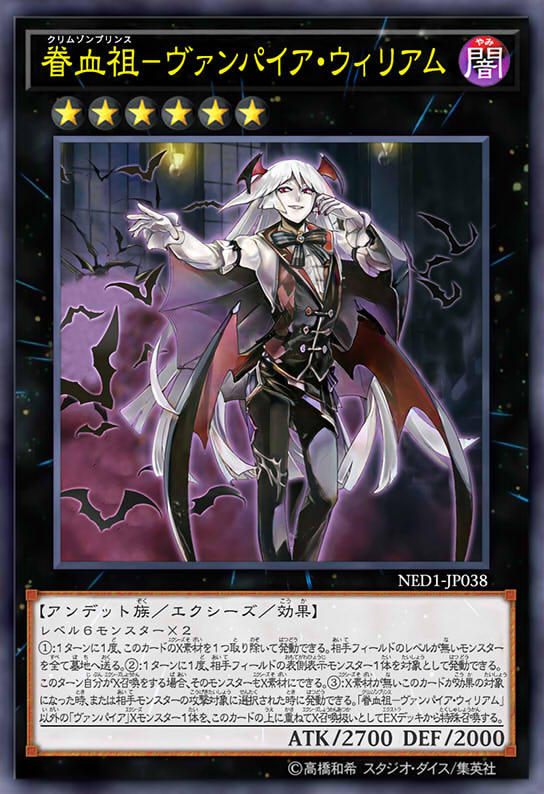 クリムゾンプリンス
眷血祖－ヴァンパイア・ウィリアム
やみ
闇
NED1-JP038
【アンデット族／エクシーズ／効果】
レベル６モンスター×２
①：1ターンに1度、このカードのX素材を1つ取り除いて発動できる。相手フィールドのレベルが無いモンスター
を全て墓地へ送る。②：1ターンに1度、相手フィールドの表側表示モンスター1体を対象として発動できる。
このターン自分がX召喚をする場合、そのモンスターもX素材にできる。③：X素材が無いこのカードが効果の対象
になった時、または相手モンスターの攻撃対象に選択された時に発動できる。「眷血祖－ヴァンパイア・ウィリアム」
以外の「ヴァンパイア」Xモンスター1体を、このカードの上に重ねてX召喚扱いとしてEXデッキから特殊召喚する。
ATK/2700 DEF/2000
©高橋和希 スタジオ・ダイス/集英社